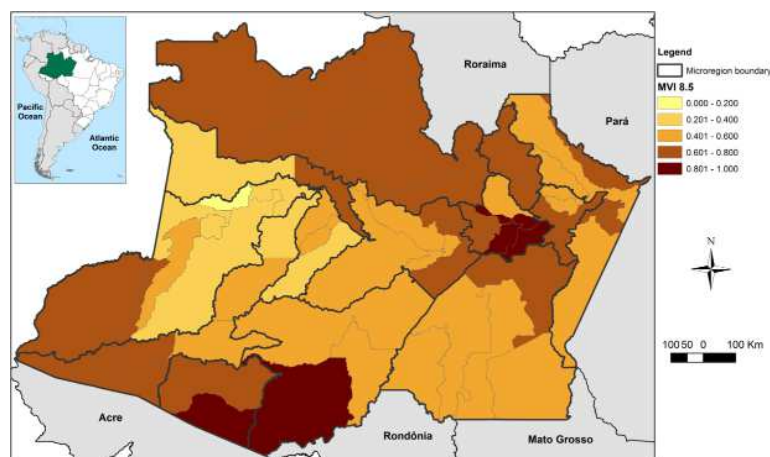 Pacific
Ocean
Atlantic
Ocean
Roraima
Pará
Acre
Rondônia
Mato Grosso
Legend
Microregion boundary
MVI 8.5
0.000 - 0.200
0.201 - 0.400
0.401 - 0.600
0.601 - 0.800
0.801 - 1.000
N
100 50 0 100 Km